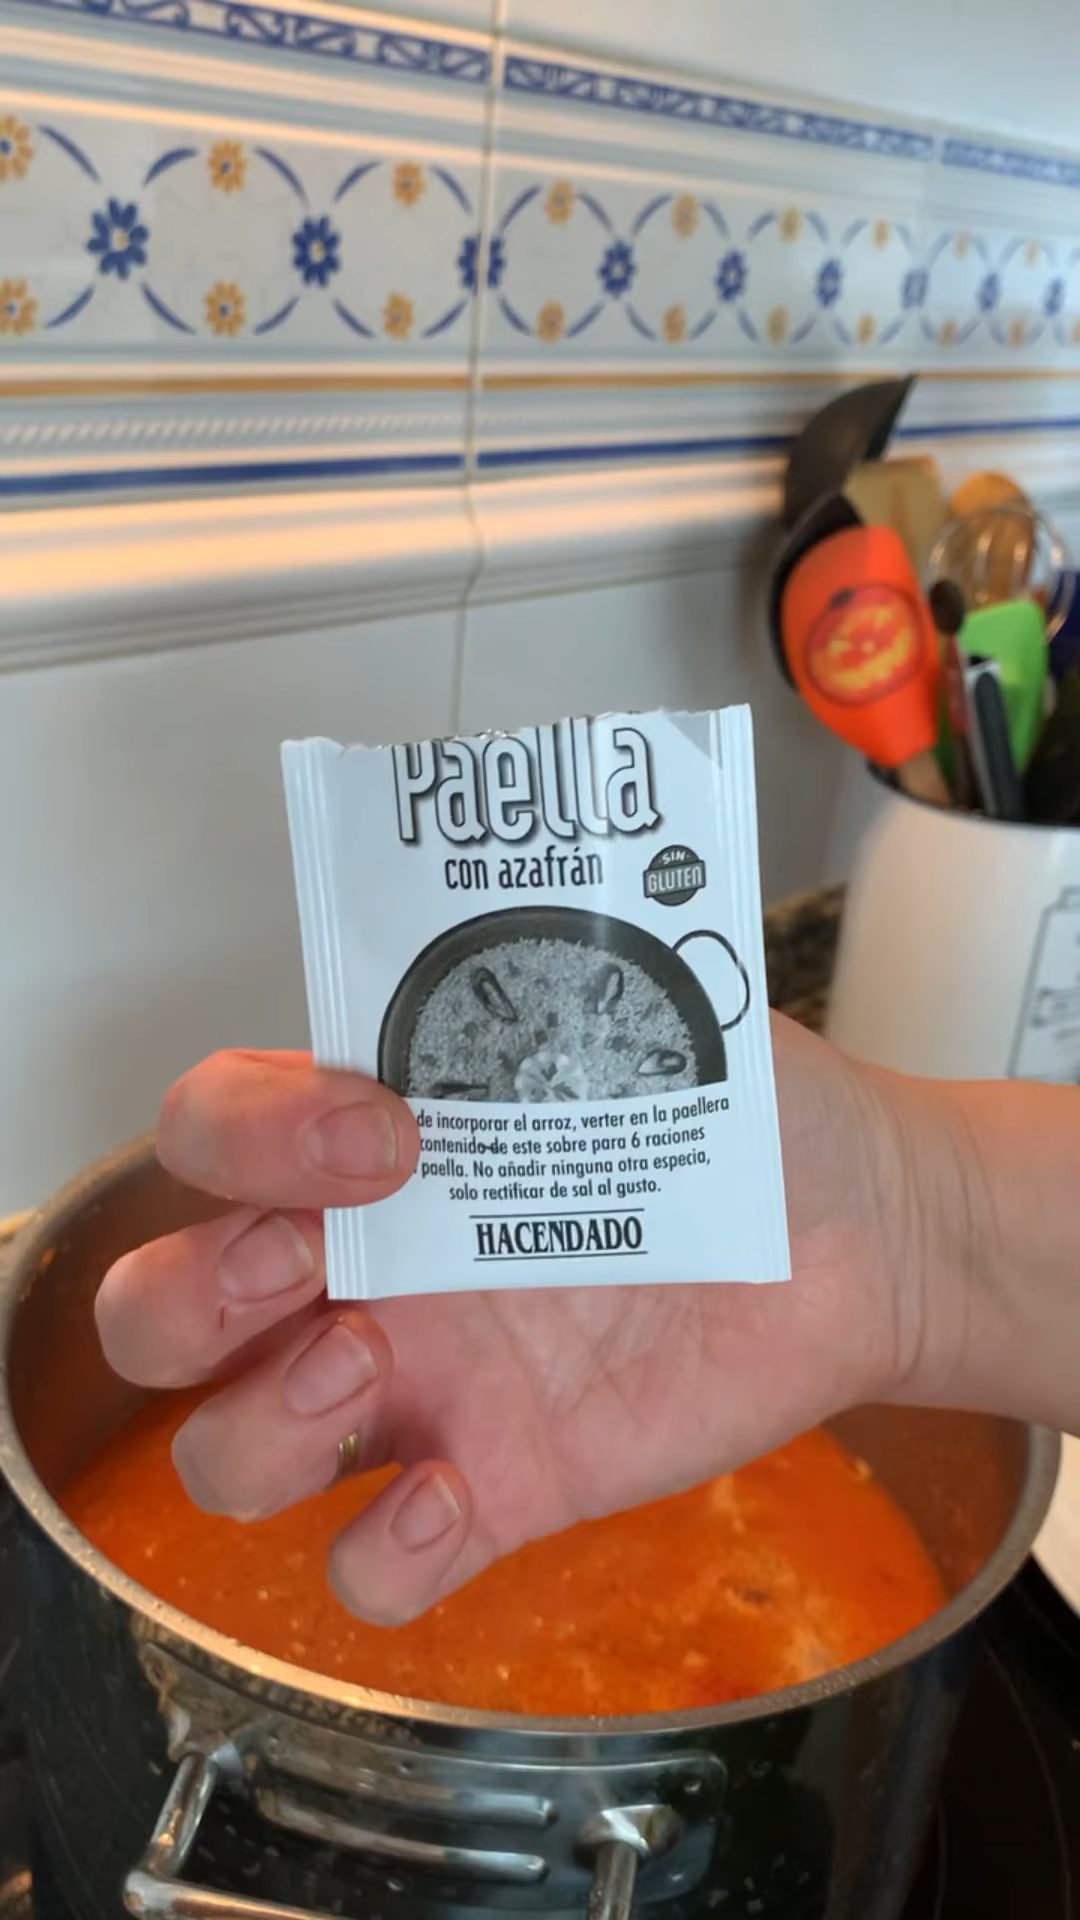 Paella
con azafrán
SIN
GLUTEN
de incorporar el arroz, verter en la paellera
contenido de este sobre para 6 raciones
paella. No añadir ninguna otra especia,
solo rectificar de sal al gusto.
HACENDADO